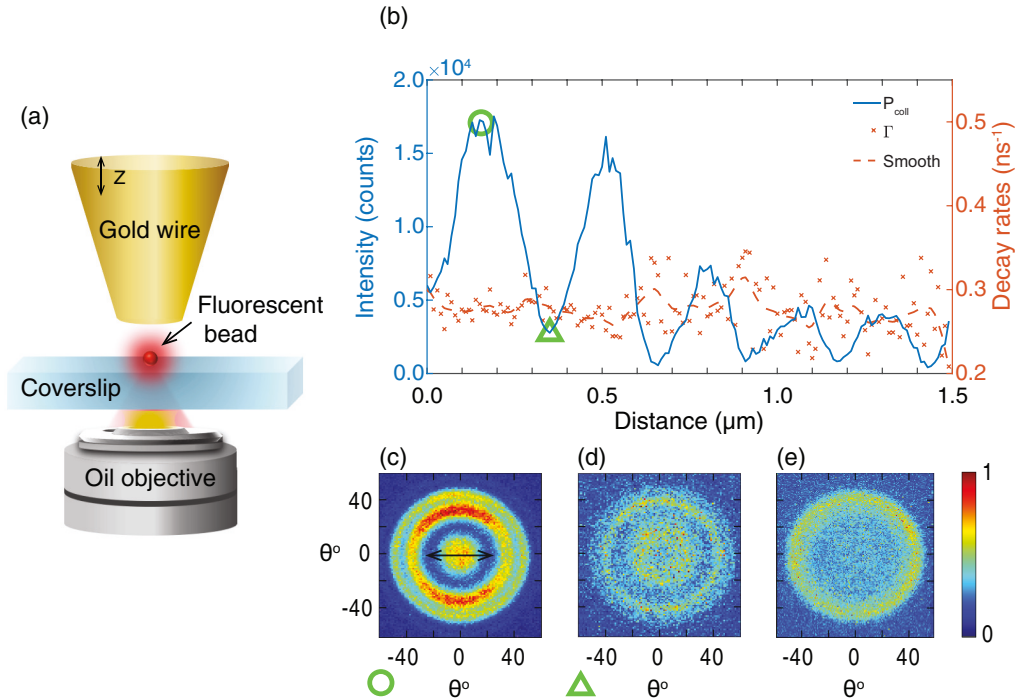 (a)
Z
Gold wire
Fluorescent
bead
Coverslip
Oil objective
(b)
×10⁴
2.0
1.5
1.0
0.5
0.0
Intensity (counts)
0.5
0.4
0.3
0.2
Decay rates (ns⁻¹)
P_coll
Γ
Smooth
0.0
0.5
1.0
1.5
Distance (μm)
(c)
(d)
(e)
40
0
-40
θ°
-40 0 40
-40 0 40
-40 0 40
θ°
θ°
θ°
1
0